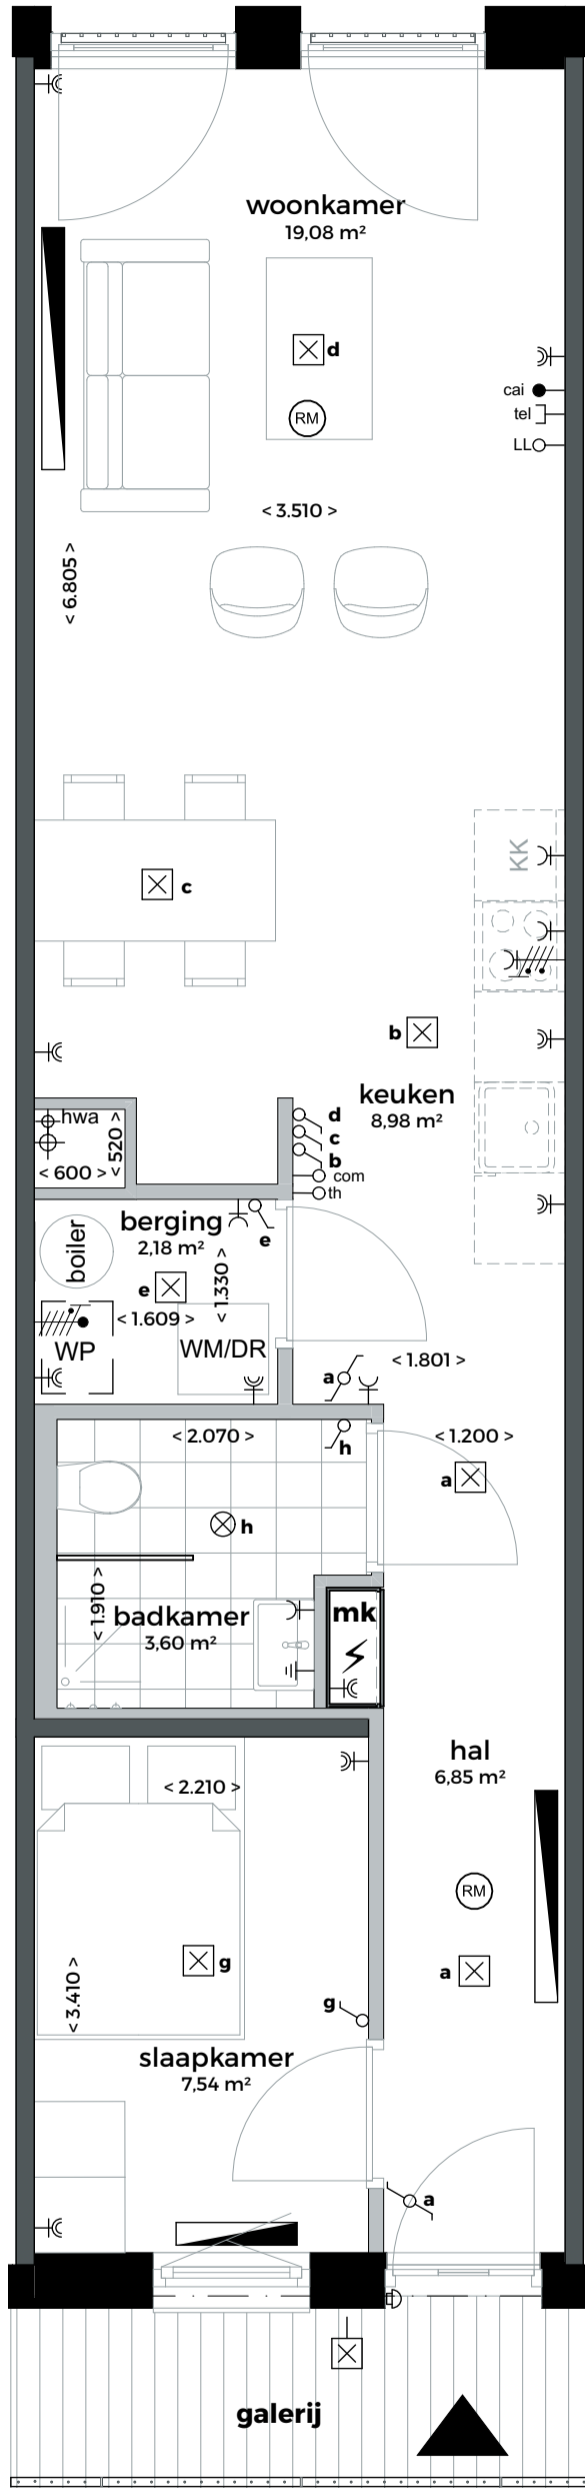 woonkamer
19,08 m²
d
RM
cai
tel
LL
< 3.510 >
< 6.805 >
KK
c
b
keuken
8,98 m²
hwa
< 520 >
< 600 >
d
c
b
com
th
berging
2,18 m²
e
boiler
e
< 1.330 >
< 1.609 >
WP
WM/DR
< 1.801 >
a
h
< 2.070 >
< 1.200 >
a
h
< 1.910 >
badkamer
3,60 m²
mk
hal
6,85 m²
< 2.210 >
RM
g
a
< 3.410 >
g
slaapkamer
7,54 m²
a
galerij